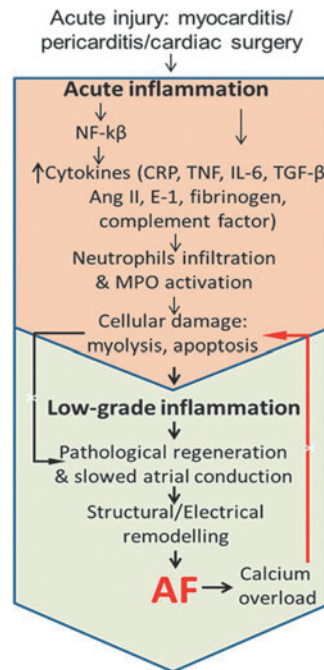 Acute injury: myocarditis/
pericarditis/cardiac surgery
Acute inflammation
NF-kβ
↑Cytokines (CRP, TNF, IL-6, TGF-β
Ang II, E-1, fibrinogen,
complement factor)
Neutrophils infiltration
& MPO activation
Cellular damage:
myolysis, apoptosis
Low-grade inflammation
Pathological regeneration
& slowed atrial conduction
Structural/Electrical
remodelling
AF
Calcium
overload